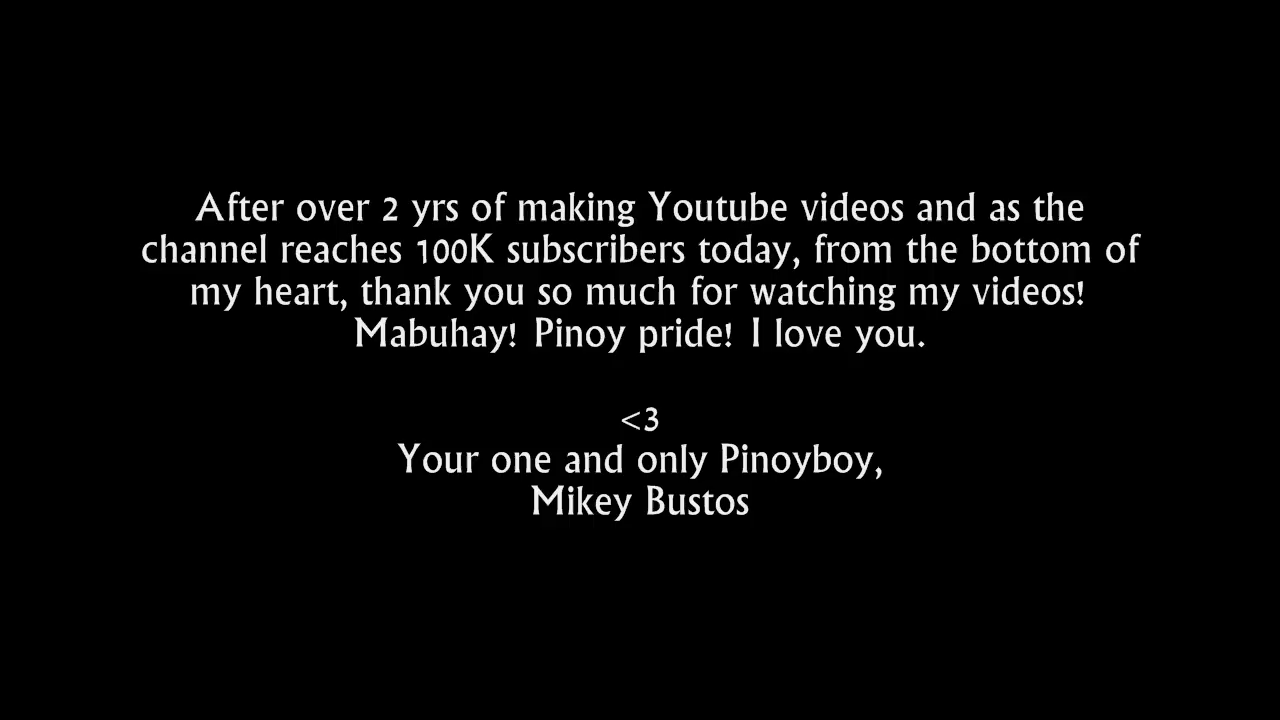 After over 2 yrs of making Youtube videos and as the
channel reaches 100K subscribers today, from the bottom of
my heart, thank you so much for watching my videos!
Mabuhay! Pinoy pride! I love you.
<3
Your one and only Pinoyboy,
Mikey Bustos